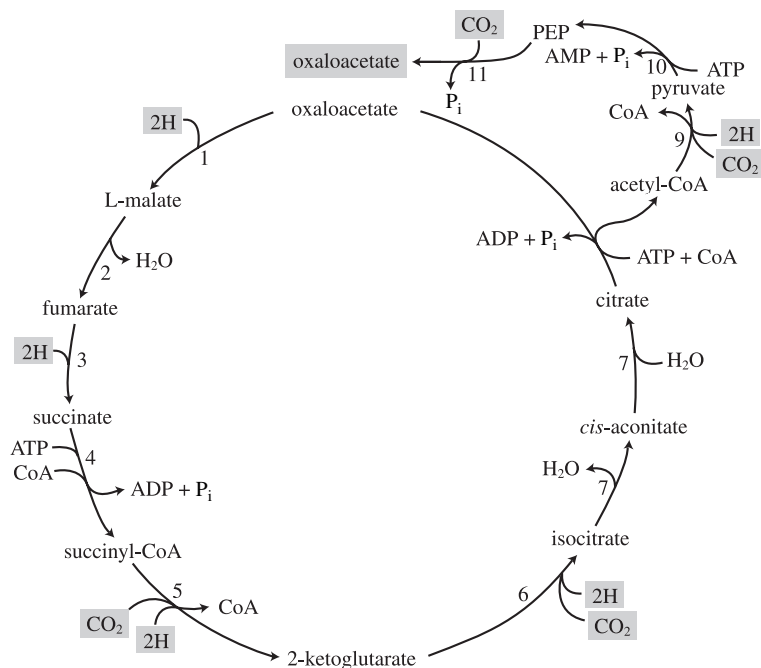 CO₂
PEP
oxaloacetate
11
AMP + Pᵢ
10
ATP
Pᵢ
pyruvate
oxaloacetate
CoA
2H
2H
9
1
CO₂
acetyl-CoA
L-malate
ADP + Pᵢ
ATP + CoA
H₂O
2
citrate
fumarate
2H
3
7
H₂O
succinate
cis-aconitate
ATP
4
CoA
H₂O
ADP + Pᵢ
7
isocitrate
succinyl-CoA
5
6
2H
CoA
CO₂
CO₂
2H
2-ketoglutarate